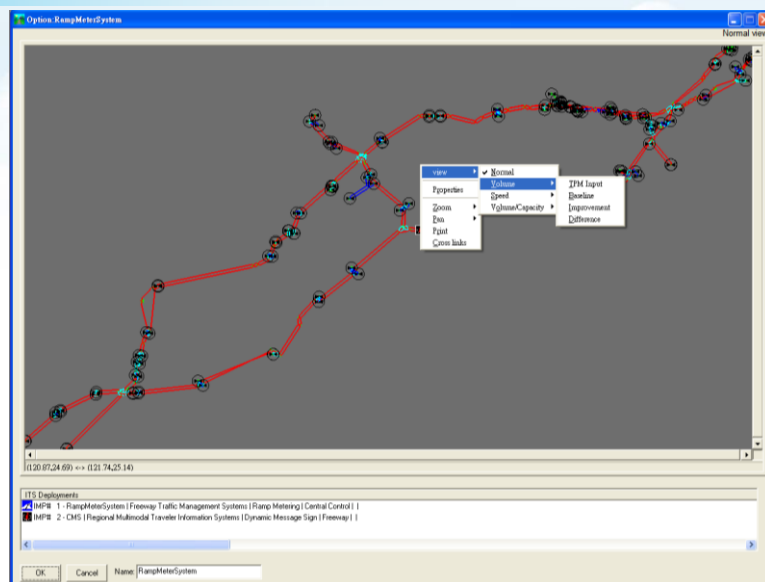 Option:RampMeterSystem
Normal view
view
Properties
Zoom
Pan
Print
Cross links
Normal
Volume
Speed
Volume/Capacity
TPM Input
Baseline
Improvement
Difference
(120.87,24.69) <-> (121.74,25.14)
ITS Deployments
IMP# 1 - RampMeterSystem | Freeway Traffic Management Systems | Ramp Metering | Central Control | |
IMP# 2 - CMS | Regional Multimodal Traveler Information Systems | Dynamic Message Sign | Freeway | |
OK Cancel Name: RampMeterSystem